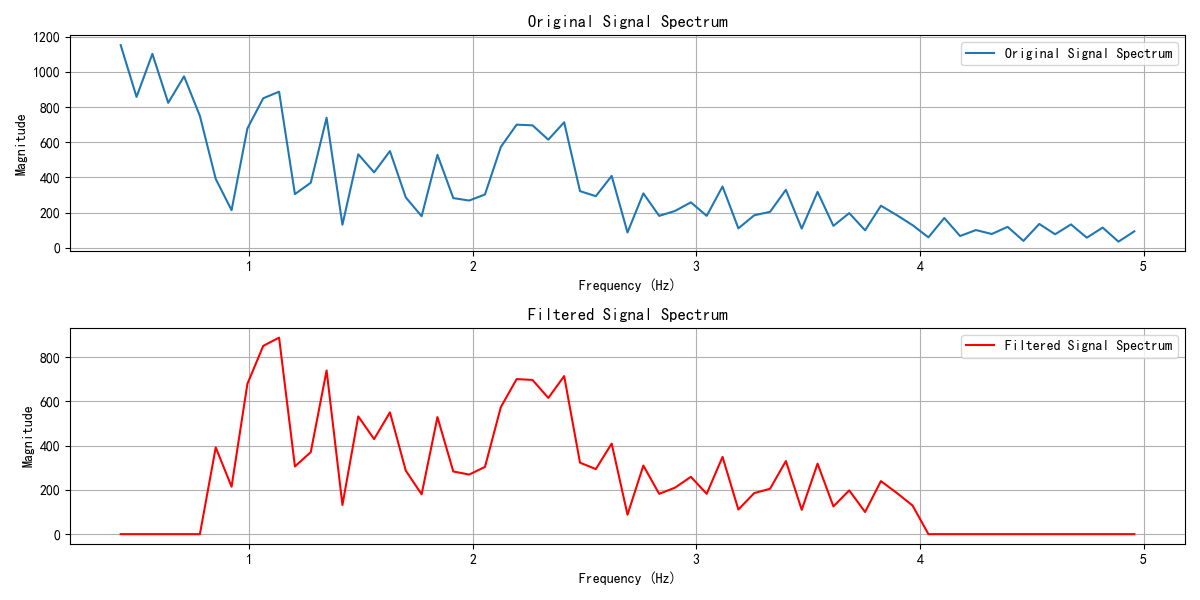 Original Signal Spectrum
1200
1000
800
600
400
200
0
Magnitude
Original Signal Spectrum
1 2 3 4 5
Frequency (Hz)
Filtered Signal Spectrum
800
600
400
200
0
Magnitude
Filtered Signal Spectrum
1 2 3 4 5
Frequency (Hz)